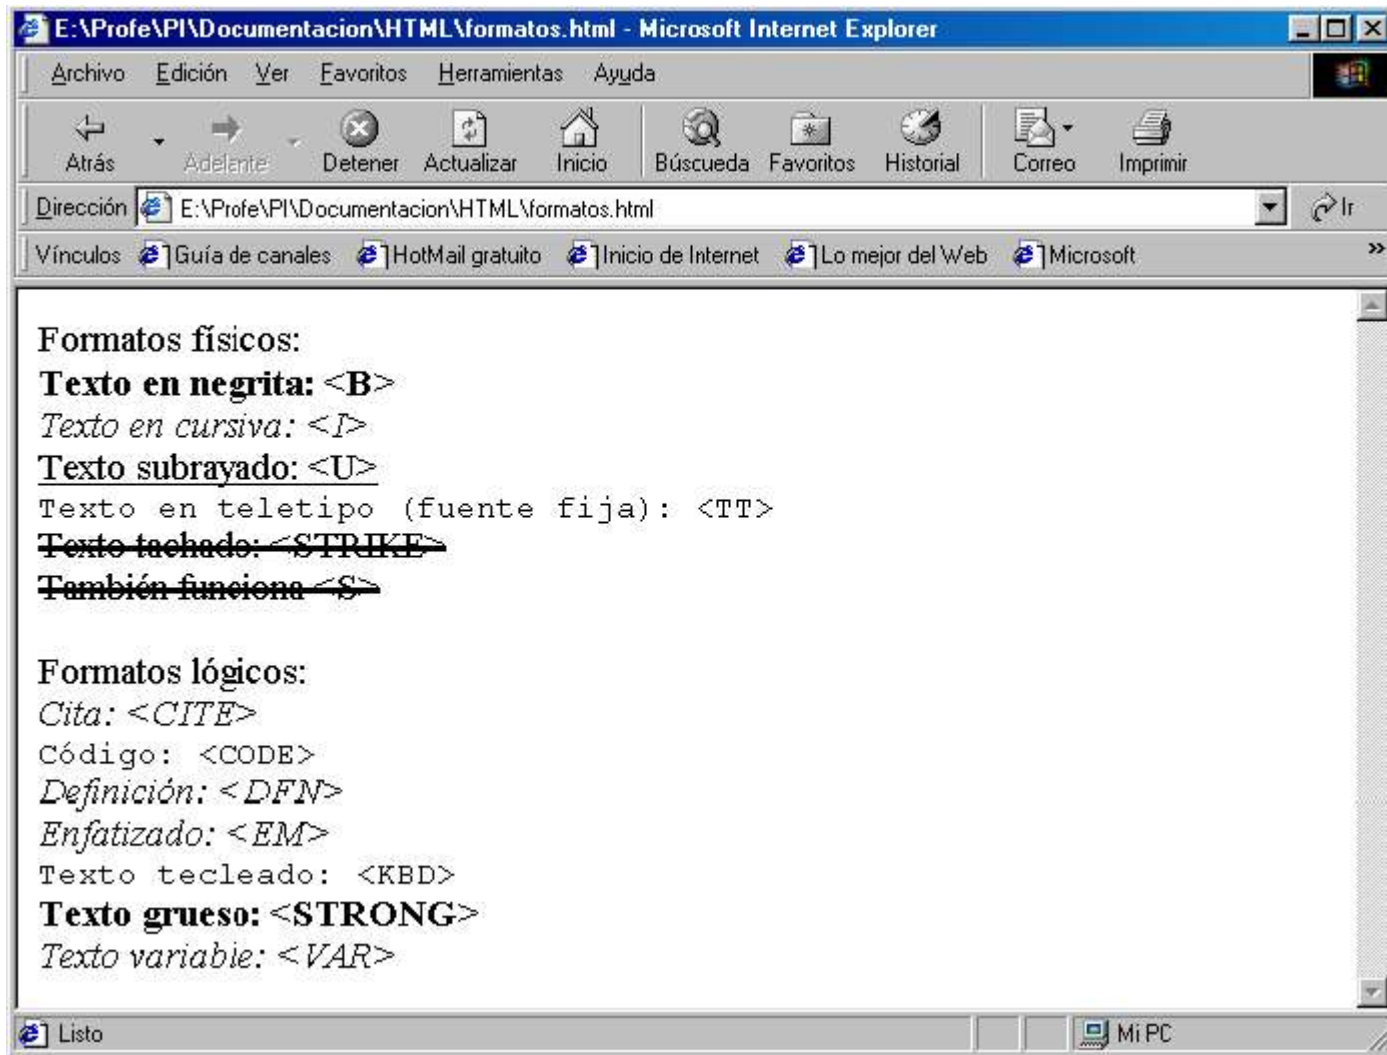 E:\Profe\PI\Documentacion\HTML\formatos.html - Microsoft Internet Explorer
Archivo Edición Ver Favoritos Herramientas Ayuda
Atrás Adelante Detener Actualizar Inicio Búscueda Favoritos Historial Correo Imprimir
Dirección E:\Profe\PI\Documentacion\HTML\formatos.html Ir
Vínculos Guía de canales HotMail gratuito Inicio de Internet Lo mejor del Web Microsoft »
Formatos físicos:
Texto en negrita: <B>
Texto en cursiva: <I>
Texto subrayado: <U>
Texto en teletipo (fuente fija): <TT>
Texto tachado: <STRIKE>
También funciona <S>
Formatos lógicos:
Cita: <CITE>
Código: <CODE>
Definición: <DFN>
Enfatizado: <EM>
Texto tecleado: <KBD>
Texto grueso: <STRONG>
Texto variable: <VAR>
Listo Mi PC